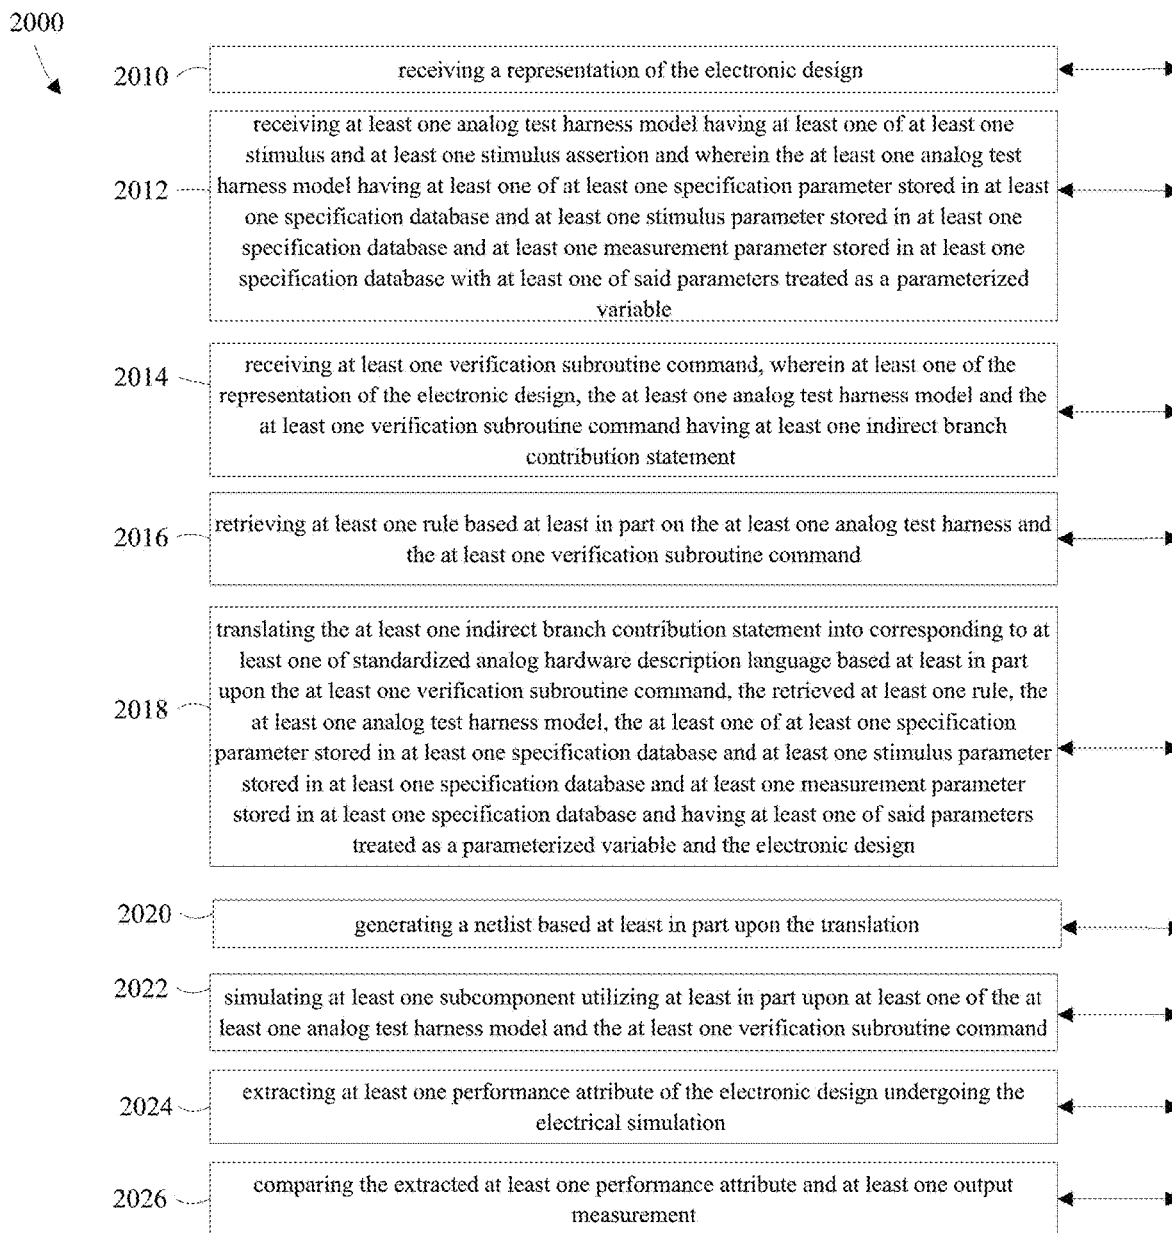 2000
2010
receiving a representation of the electronic design
2012
receiving at least one analog test harness model having at least one of at least one
stimulus and at least one stimulus assertion and wherein the at least one analog test
harness model having at least one of at least one specification parameter stored in at least
one specification database and at least one stimulus parameter stored in at least one
specification database and at least one measurement parameter stored in at least one
specification database with at least one of said parameters treated as a parameterized
variable
2014
receiving at least one verification subroutine command, wherein at least one of the
representation of the electronic design, the at least one analog test harness model and the
at least one verification subroutine command having at least one indirect branch
contribution statement
2016
retrieving at least one rule based at least in part on the at least one analog test harness and
the at least one verification subroutine command
2018
translating the at least one indirect branch contribution statement into corresponding to at
least one of standardized analog hardware description language based at least in part
upon the at least one verification subroutine command, the retrieved at least one rule, the
at least one analog test harness model, the at least one of at least one specification
parameter stored in at least one specification database and at least one stimulus parameter
stored in at least one specification database and at least one measurement parameter
stored in at least one specification database and having at least one of said parameters
treated as a parameterized variable and the electronic design
2020
generating a netlist based at least in part upon the translation
2022
simulating at least one subcomponent utilizing at least in part upon at least one of the at
least one analog test harness model and the at least one verification subroutine command
2024
extracting at least one performance attribute of the electronic design undergoing the
electrical simulation
2026
comparing the extracted at least one performance attribute and at least one output
measurement